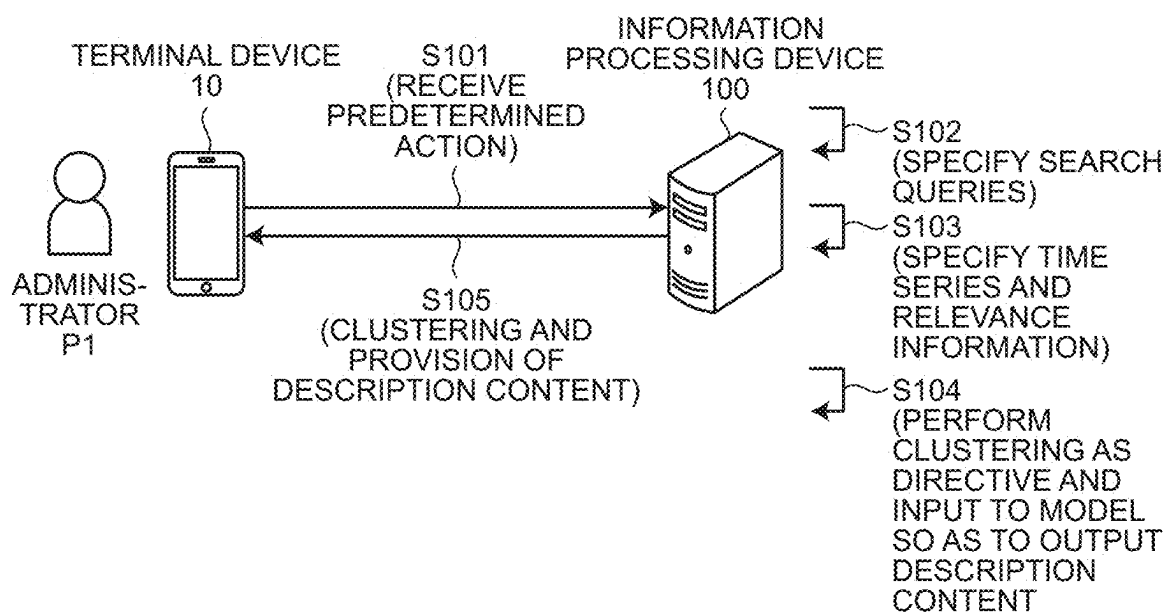 TERMINAL DEVICE
10
S101
(RECEIVE
PREDETERMINED
ACTION)
INFORMATION
PROCESSING DEVICE
100
ADMINIS-
TRATOR
P1
S105
(CLUSTERING AND
PROVISION OF
DESCRIPTION CONTENT)
S102
(SPECIFY SEARCH
QUERIES)
S103
(SPECIFY TIME
SERIES AND
RELEVANCE
INFORMATION)
S104
(PERFORM
CLUSTERING AS
DIRECTIVE AND
INPUT TO MODEL
SO AS TO OUTPUT
DESCRIPTION
CONTENT